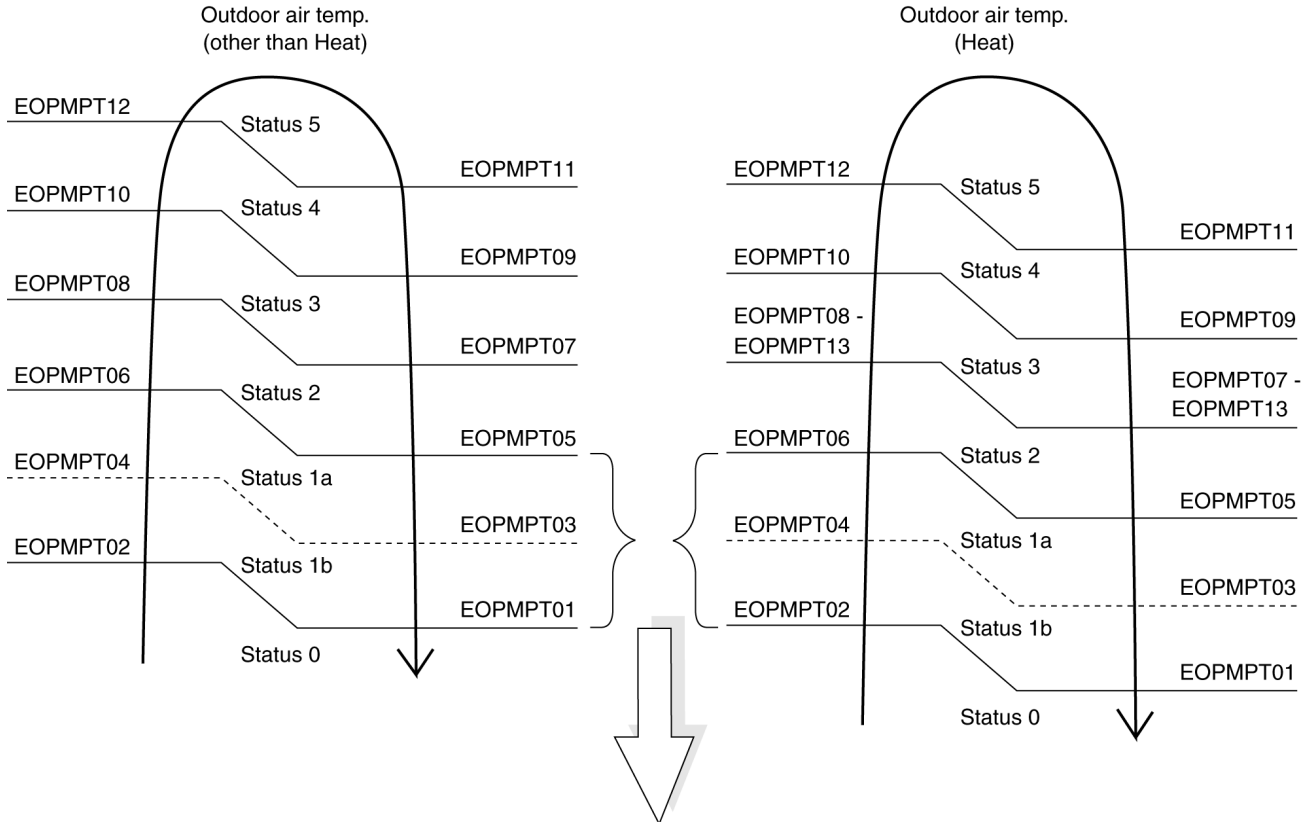 Outdoor air temp.
(other than Heat)
EOPMPT12
Status 5
EOPMPT11
EOPMPT10
Status 4
EOPMPT09
EOPMPT08
Status 3
EOPMPT07
EOPMPT06
Status 2
EOPMPT05
EOPMPT04
Status 1a
EOPMPT03
EOPMPT02
Status 1b
EOPMPT01
Status 0
Outdoor air temp.
(Heat)
EOPMPT12
Status 5
EOPMPT11
EOPMPT10
Status 4
EOPMPT09
EOPMPT08 -
EOPMPT13
Status 3
EOPMPT07 -
EOPMPT13
EOPMPT06
Status 2
EOPMPT05
EOPMPT04
Status 1a
EOPMPT03
EOPMPT02
Status 1b
EOPMPT01
Status 0